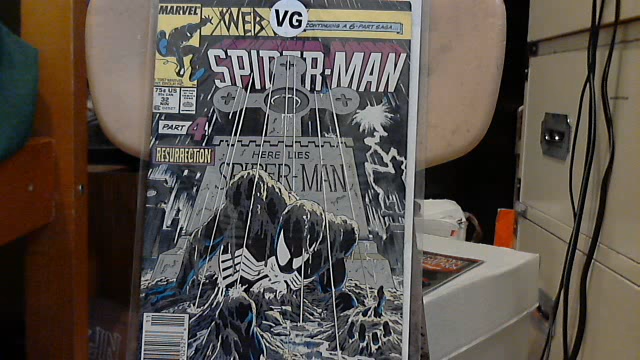 MARVEL
WEB
VG
CONTINUING A 6-PART SAGA...
SPIDER-MAN
75¢ US
32
NOV
PART 4
RESURRECTION
HERE LIES
SPIDER-MAN